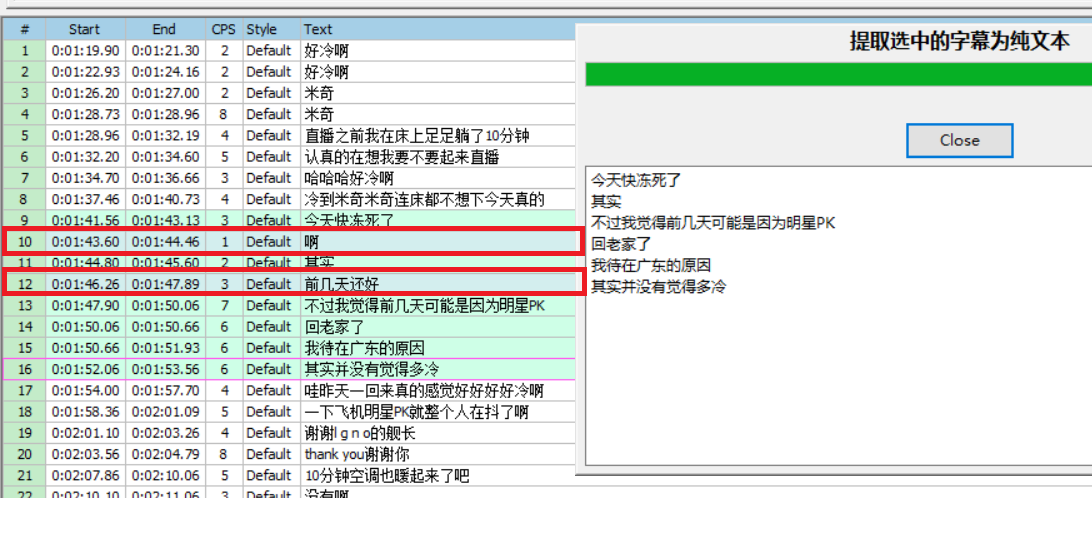 # Start End CPS Style Text
1 0:01:19.90 0:01:21.30 2 Default 好冷啊
2 0:01:22.93 0:01:24.16 2 Default 好冷啊
3 0:01:26.20 0:01:27.00 2 Default 米奇
4 0:01:28.73 0:01:28.96 8 Default 米奇
5 0:01:28.96 0:01:32.19 4 Default 直播之前我在床上足足躺了10分钟
6 0:01:32.20 0:01:34.60 5 Default 认真的在想我要不要起来直播
7 0:01:34.70 0:01:36.66 3 Default 哈哈哈好冷啊
8 0:01:37.46 0:01:40.73 4 Default 冷到米奇米奇连床都不想下今天真的
9 0:01:41.56 0:01:43.13 3 Default 今天快冻死了
10 0:01:43.60 0:01:44.46 1 Default 啊
11 0:01:44.80 0:01:45.60 2 Default 其实
12 0:01:46.26 0:01:47.89 3 Default 前几天还好
13 0:01:47.90 0:01:50.06 7 Default 不过我觉得前几天可能是因为明星PK
14 0:01:50.06 0:01:50.66 6 Default 回老家了
15 0:01:50.66 0:01:51.93 6 Default 我待在广东的原因
16 0:01:52.06 0:01:53.56 6 Default 其实并没有觉得多冷
17 0:01:54.00 0:01:57.70 4 Default 哇昨天一回来真的感觉好好好好冷啊
18 0:01:58.36 0:02:01.09 5 Default 一下飞机明星PK就整个人在抖了啊
19 0:02:01.10 0:02:03.26 4 Default 谢谢l g n o的舰长
20 0:02:03.56 0:02:04.79 8 Default thank you谢谢你
21 0:02:07.86 0:02:10.06 5 Default 10分钟空调也暖起来了吧
22 0:02:10.10 0:02:11.06 3 Default 没有啊
提取选中的字幕为纯文本
Close
今天快冻死了
其实
不过我觉得前几天可能是因为明星PK
回老家了
我待在广东的原因
其实并没有觉得多冷